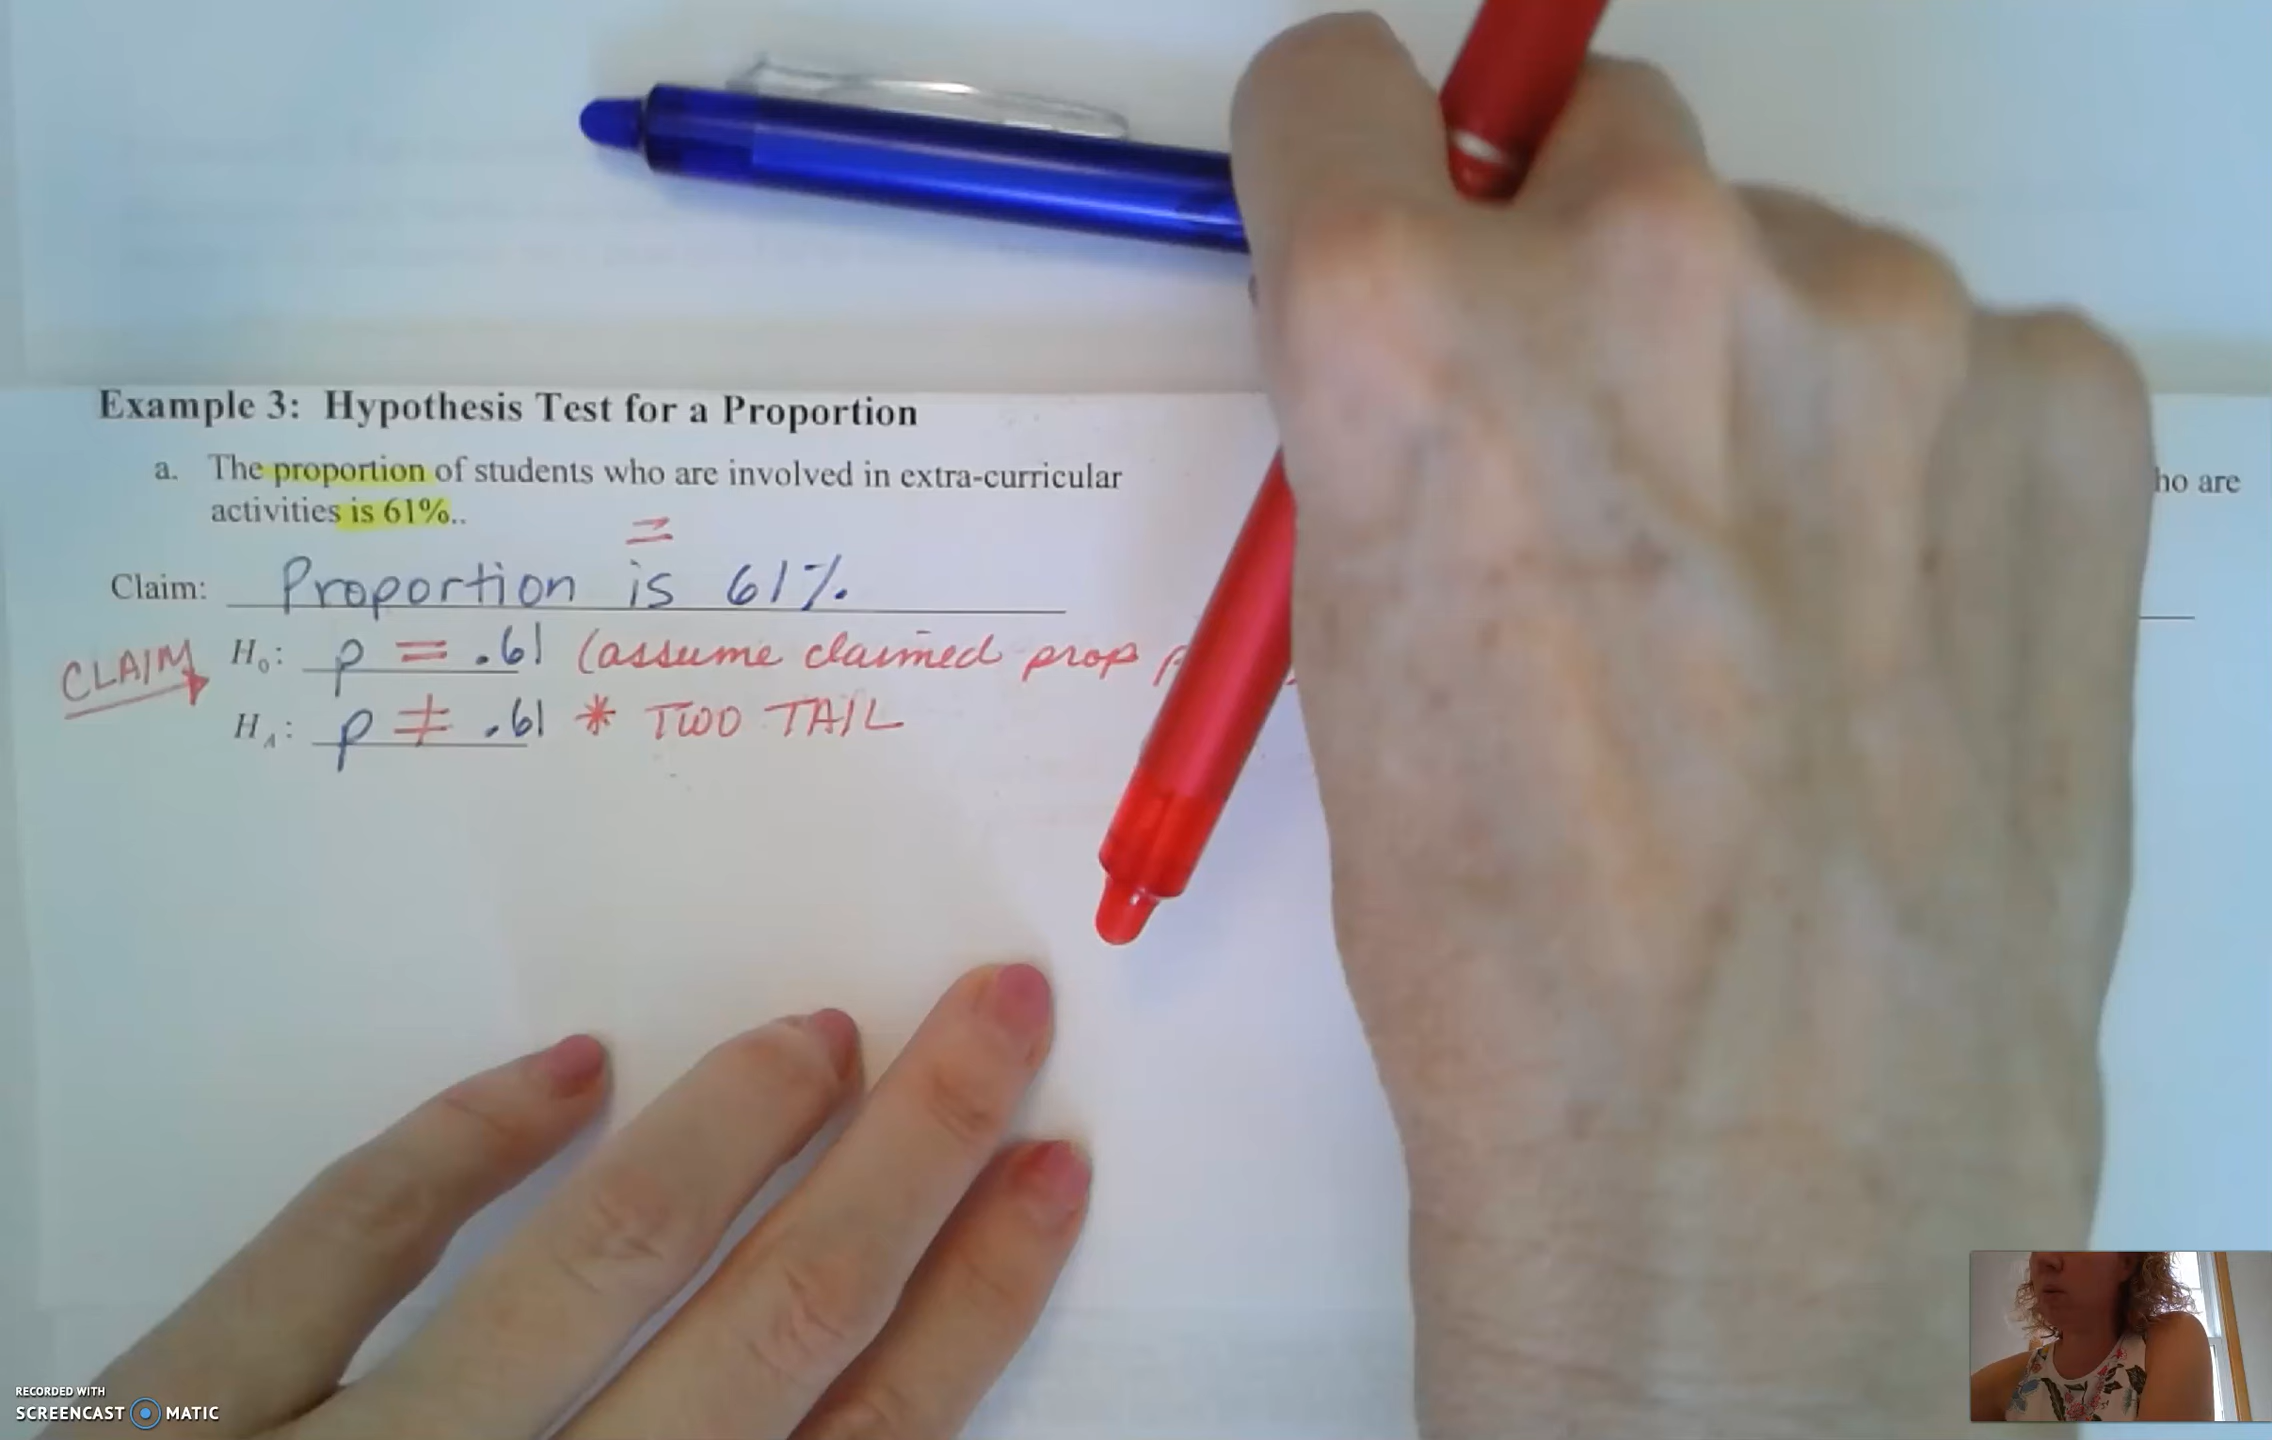 Example 3: Hypothesis Test for a Proportion
a. The proportion of students who are involved in extra-curricular
ho are
activities is 61%..
=
Claim: Proportion is 61%.
CLAIM H₀: p = .61 (assume claimed prop
H_A: p ≠ .61 * TWO TAIL
RECORDED WITH
SCREENCAST MATIC